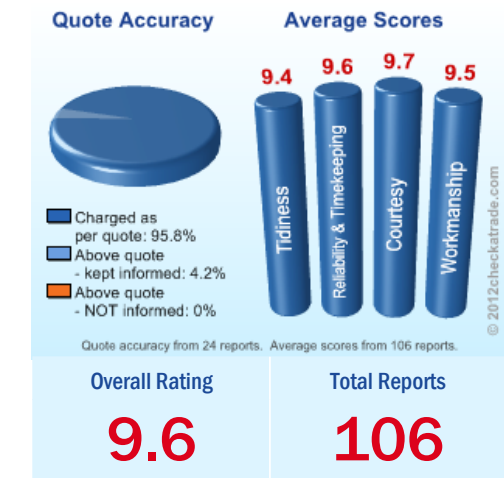 Quote Accuracy
Average Scores
9.4
9.6
9.7
9.5
Tidiness
Reliability & Timekeeping
Courtesy
Workmanship
Charged as
per quote: 95.8%
Above quote
- kept informed: 4.2%
Above quote
- NOT informed: 0%
© 2012checkatrade.com
Quote accuracy from 24 reports. Average scores from 106 reports.
Overall Rating
9.6
Total Reports
106